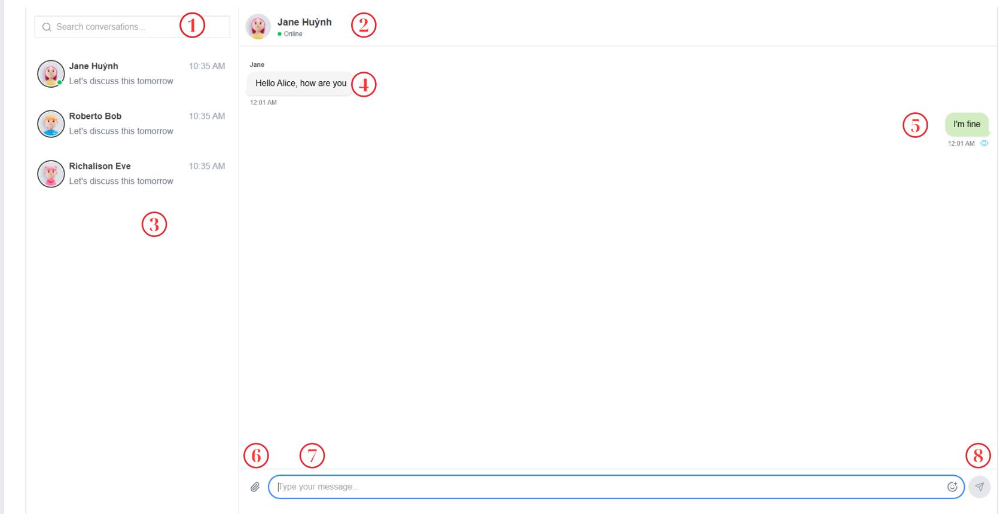 Search conversations...
1
Jane Huỳnh
10:35 AM
Let's discuss this tomorrow
Roberto Bob
10:35 AM
Let's discuss this tomorrow
Richalison Eve
10:35 AM
Let's discuss this tomorrow
3
Jane Huỳnh
Online
2
Jane
Hello Alice, how are you
4
12:01 AM
5
I'm fine
12:01 AM
6
7
8
Type your message...